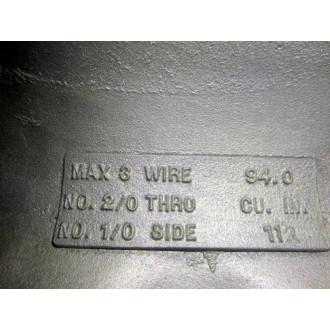 MAX 3 WIRE 94.0
NO. 2/0 THRO CU. IN.
NO. 1/0 SIDE